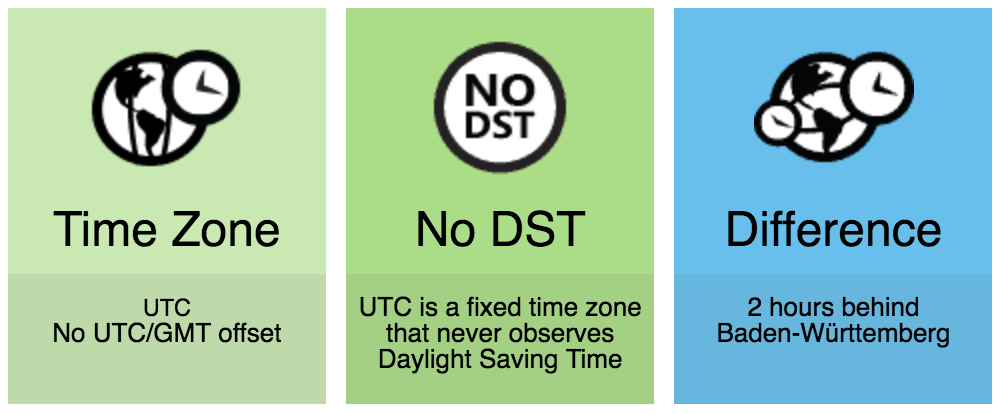 NO
DST
Time Zone
No DST
Difference
UTC
No UTC/GMT offset
UTC is a fixed time zone
that never observes
Daylight Saving Time
2 hours behind
Baden-Württemberg